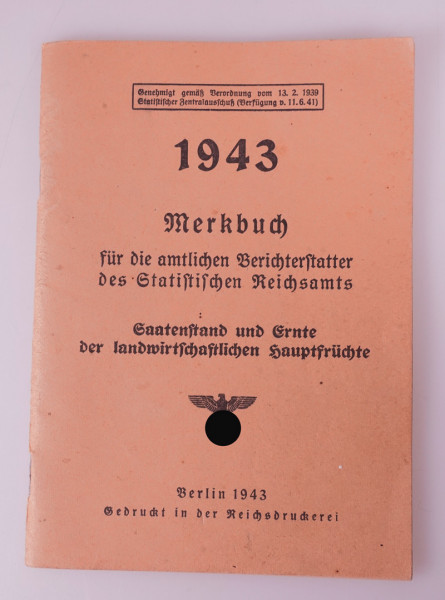 Genehmigt gemäß Verordnung vom 13. 2. 1939
Statistischer Zentralausschuß (Verfügung v. 11. 6. 41)
1943
Merkbuch
für die amtlichen Berichterstatter
des Statistischen Reichsamts
Saatenstand und Ernte
der landwirtschaftlichen Hauptfrüchte
Berlin 1943
Gedruckt in der Reichsdruckerei